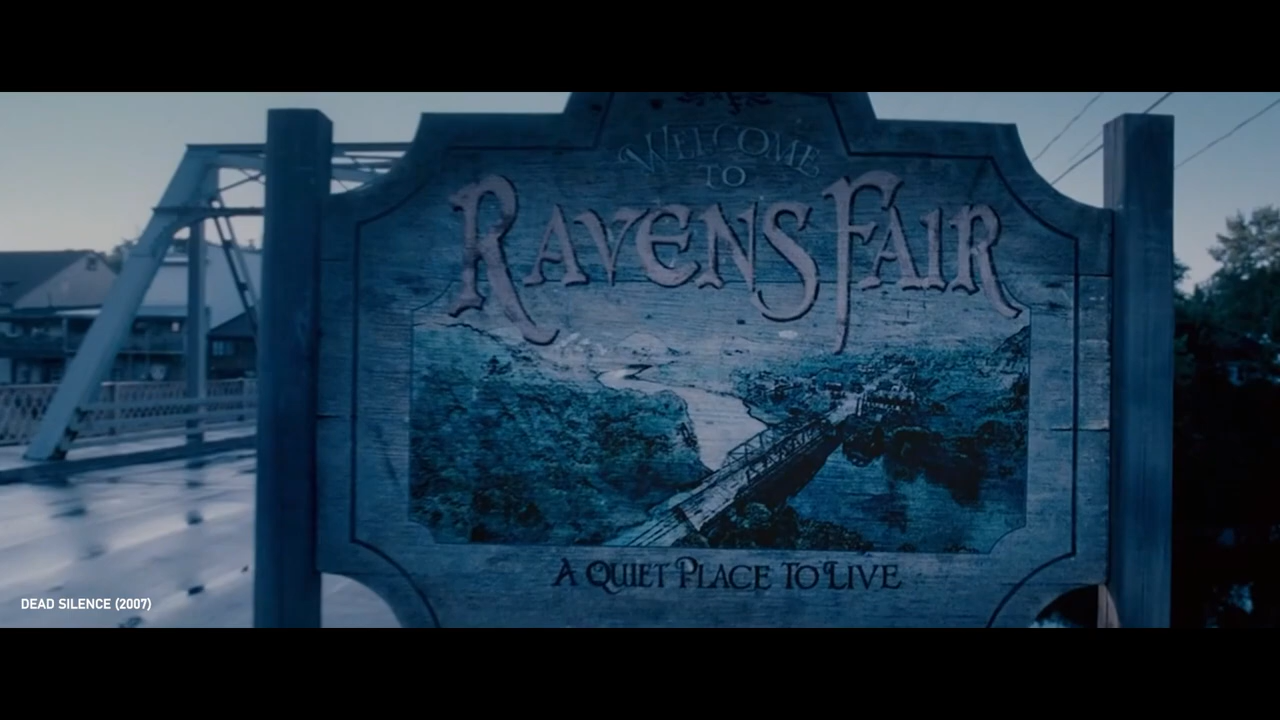 WELCOME
TO
RAVENS FAIR
A QUIET PLACE TO LIVE
DEAD SILENCE (2007)